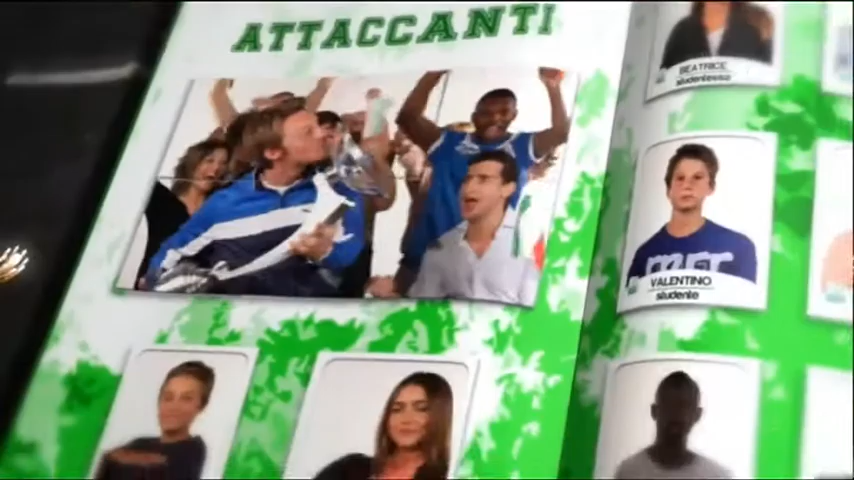 ATTACCANTI
BEATRICE
studentessa
VALENTINO
studente